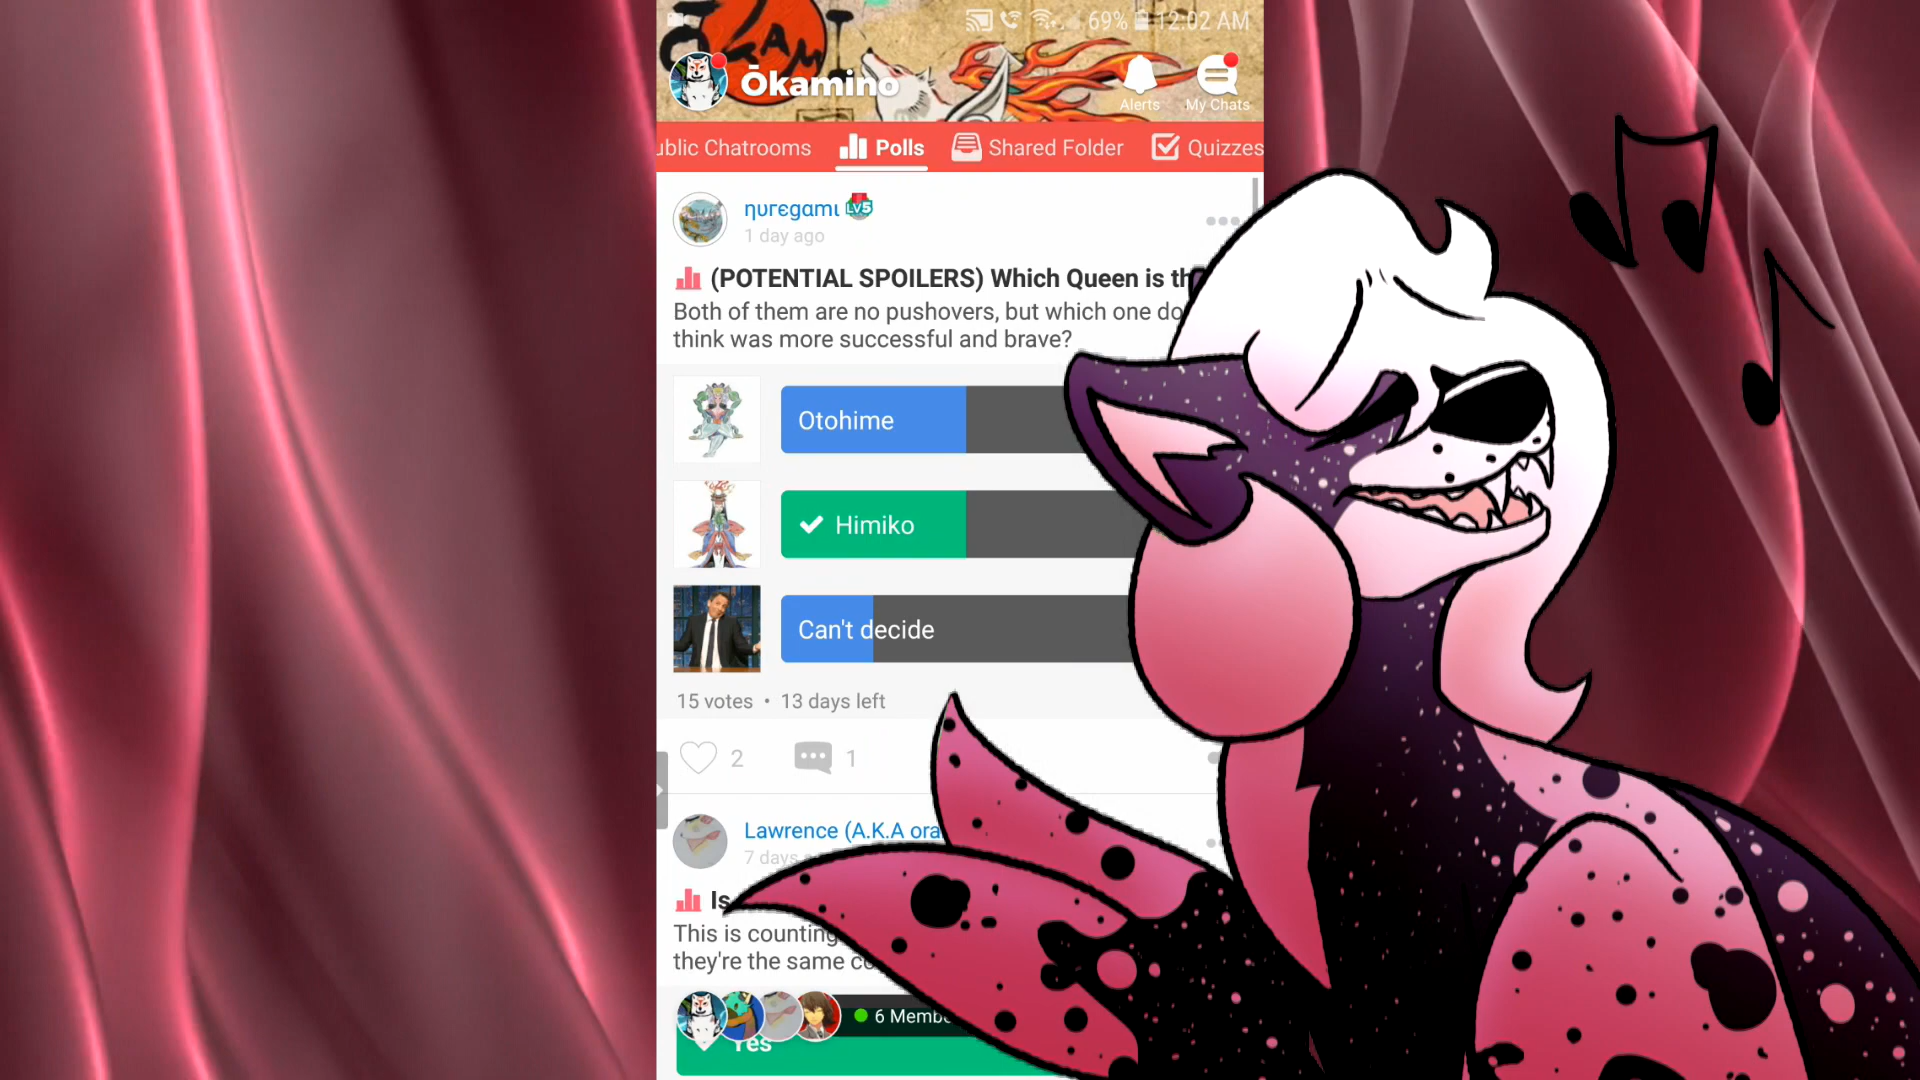 69% 12:02 AM
Ōkamino
Alerts
My Chats
ublic Chatrooms
Polls
Shared Folder
Quizzes
ηυrєgαmι LV5
1 day ago
(POTENTIAL SPOILERS) Which Queen is th
Both of them are no pushovers, but which one do
think was more successful and brave?
Otohime
Himiko
Can't decide
15 votes • 13 days left
2
1
Lawrence (A.K.A ora
7 days
Is
This is counting
they're the same co
6 Membe
Yes